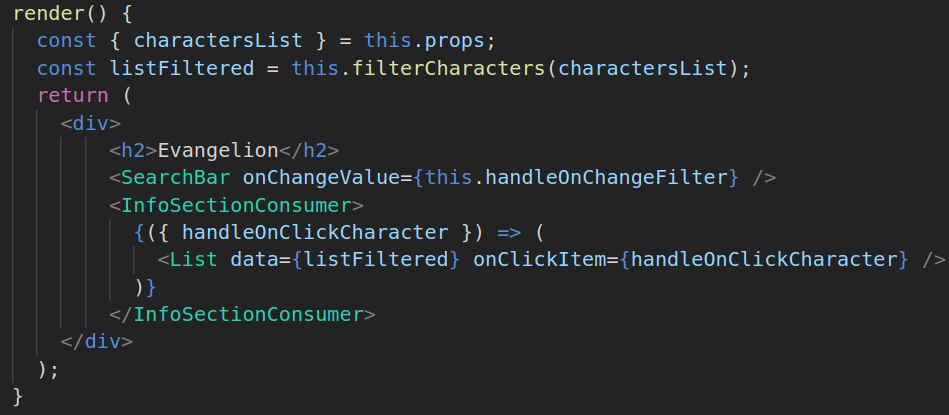 render() {
  const { charactersList } = this.props;
  const listFiltered = this.filterCharacters(charactersList);
  return (
    <div>
        <h2>Evangelion</h2>
        <SearchBar onChangeValue={this.handleOnChangeFilter} />
        <InfoSectionConsumer>
          {({ handleOnClickCharacter }) => (
            <List data={listFiltered} onClickItem={handleOnClickCharacter} />
          )}
        </InfoSectionConsumer>
    </div>
  );
}